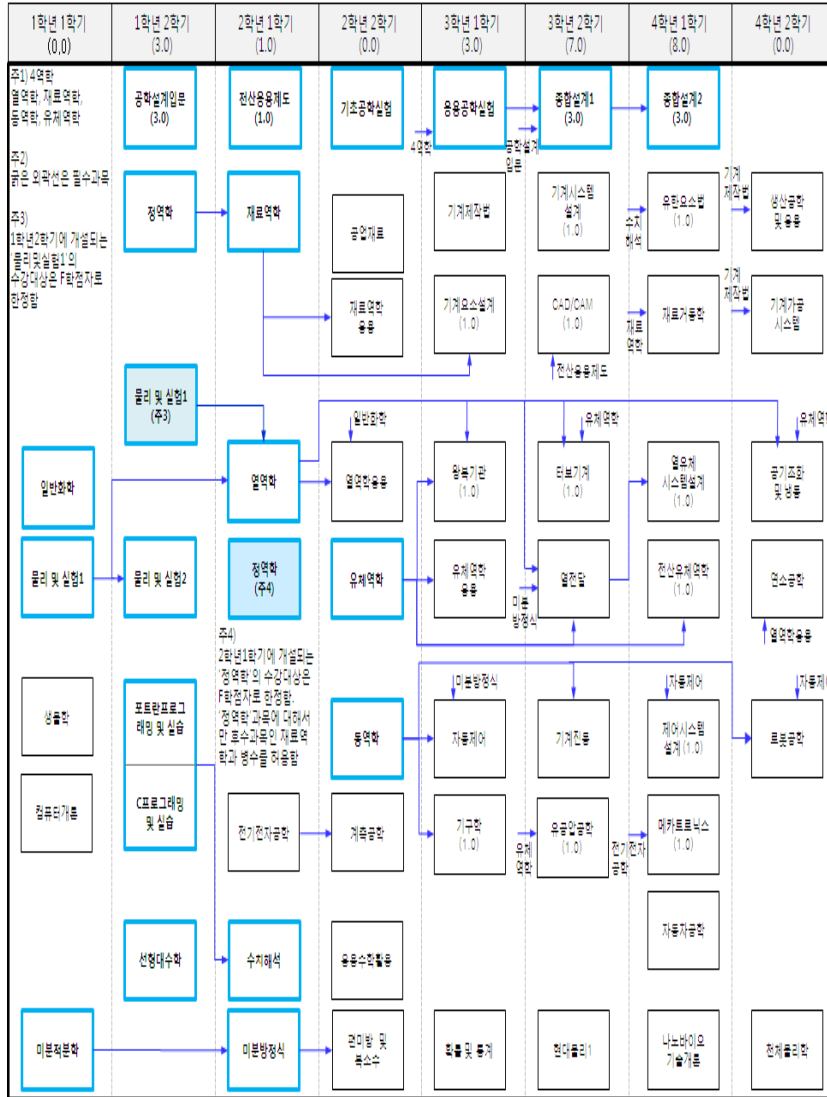 1학년 1학기
(0.0)
1학년 2학기
(3.0)
2학년 1학기
(1.0)
2학년 2학기
(0.0)
3학년 1학기
(3.0)
3학년 2학기
(7.0)
4학년 1학기
(8.0)
4학년 2학기
(0.0)
주1) 4역학
열역학, 재료역학,
동역학, 유체역학
주2)
굵은 외곽선은 필수과목
주3)
1학년2학기에 개설되는
'물리및실험1'의
수강대상은 F학점자로
한정함
공학설계입문
(3.0)
전산응용제도
(1.0)
기초공학실험
4역학
응용공학실험
공학설계
입문
종합설계1
(3.0)
종합설계2
(3.0)
정역학
재료역학
공업재료
기계제작법
기계시스템
설계
(1.0)
수치
해석
유한요소법
(1.0)
기계
제작법
생산공학
및 응용
재료역학
응용
기계요소설계
(1.0)
CAD/CAM
(1.0)
전산응용제도
재료
역학
재료거동학
기계
제작법
기계가공
시스템
물리 및 실험1
(주3)
일반화학
열역학
일반화학
열역학응용
왕복기관
(1.0)
유체역학
터보기계
(1.0)
열유체
시스템설계
(1.0)
유체역학
공기조화
및 냉동
물리 및 실험1
물리 및 실험2
정역학
(주4)
유체역학
유체역학
응용
미분
방정식
열전달
전산유체역학
(1.0)
연소공학
열역학응용
주4)
2학년1학기에 개설되는
'정역학'의 수강대상은
F학점자로 한정함.
'정역학'과목에 대해서
만 후수과목인 재료역
학과 병수를 허용함
생물학
포트란프로그
래밍 및 실습
동역학
미분방정식
자동제어
기계진동
자동제어
제어시스템
설계(1.0)
자동제어
로봇공학
컴퓨터개론
C프로그래밍
및 실습
전기전자공학
계측공학
기구학
(1.0)
유체
역학
유공압공학
(1.0)
전기전자
공학
메카트로닉스
(1.0)
자동차공학
선형대수학
수치해석
응용수학활용
미분적분학
미분방정식
편미방 및
복소수
확률 및 통계
현대물리1
나노바이오
기술개론
전체물리학